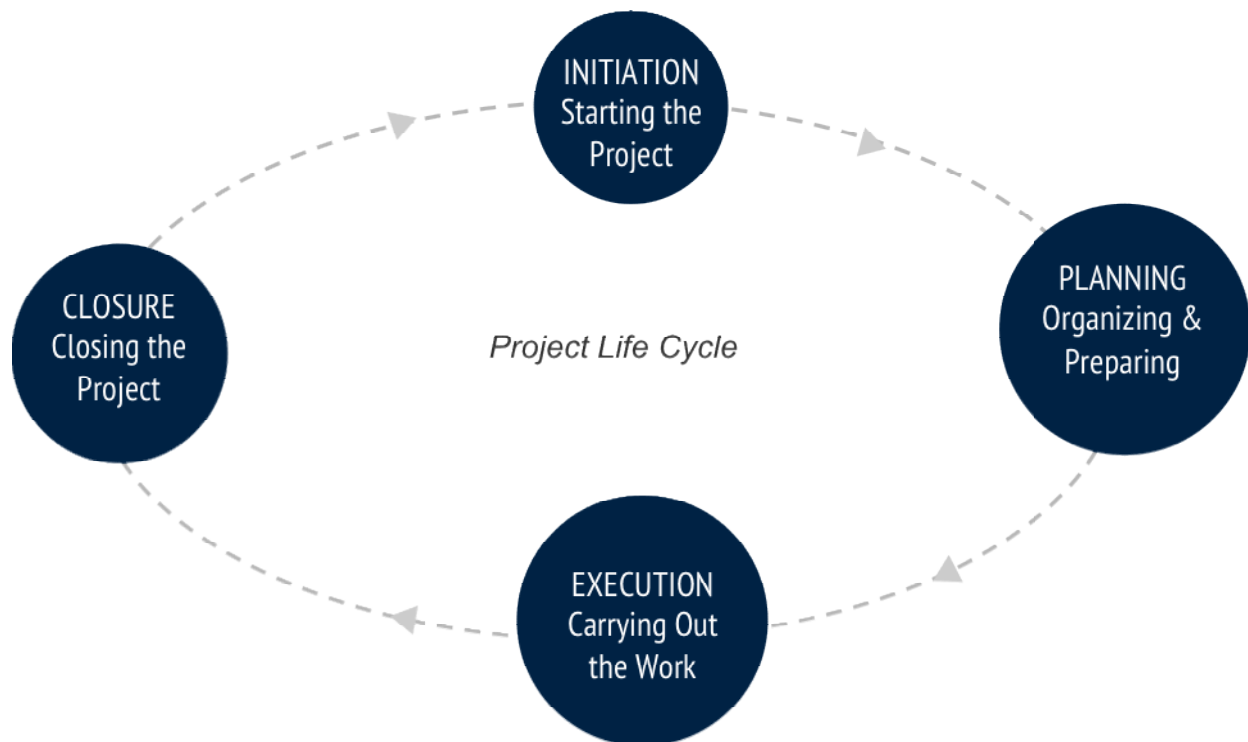 INITIATION
Starting the
Project
PLANNING
Organizing &
Preparing
CLOSURE
Closing the
Project
Project Life Cycle
EXECUTION
Carrying Out
the Work